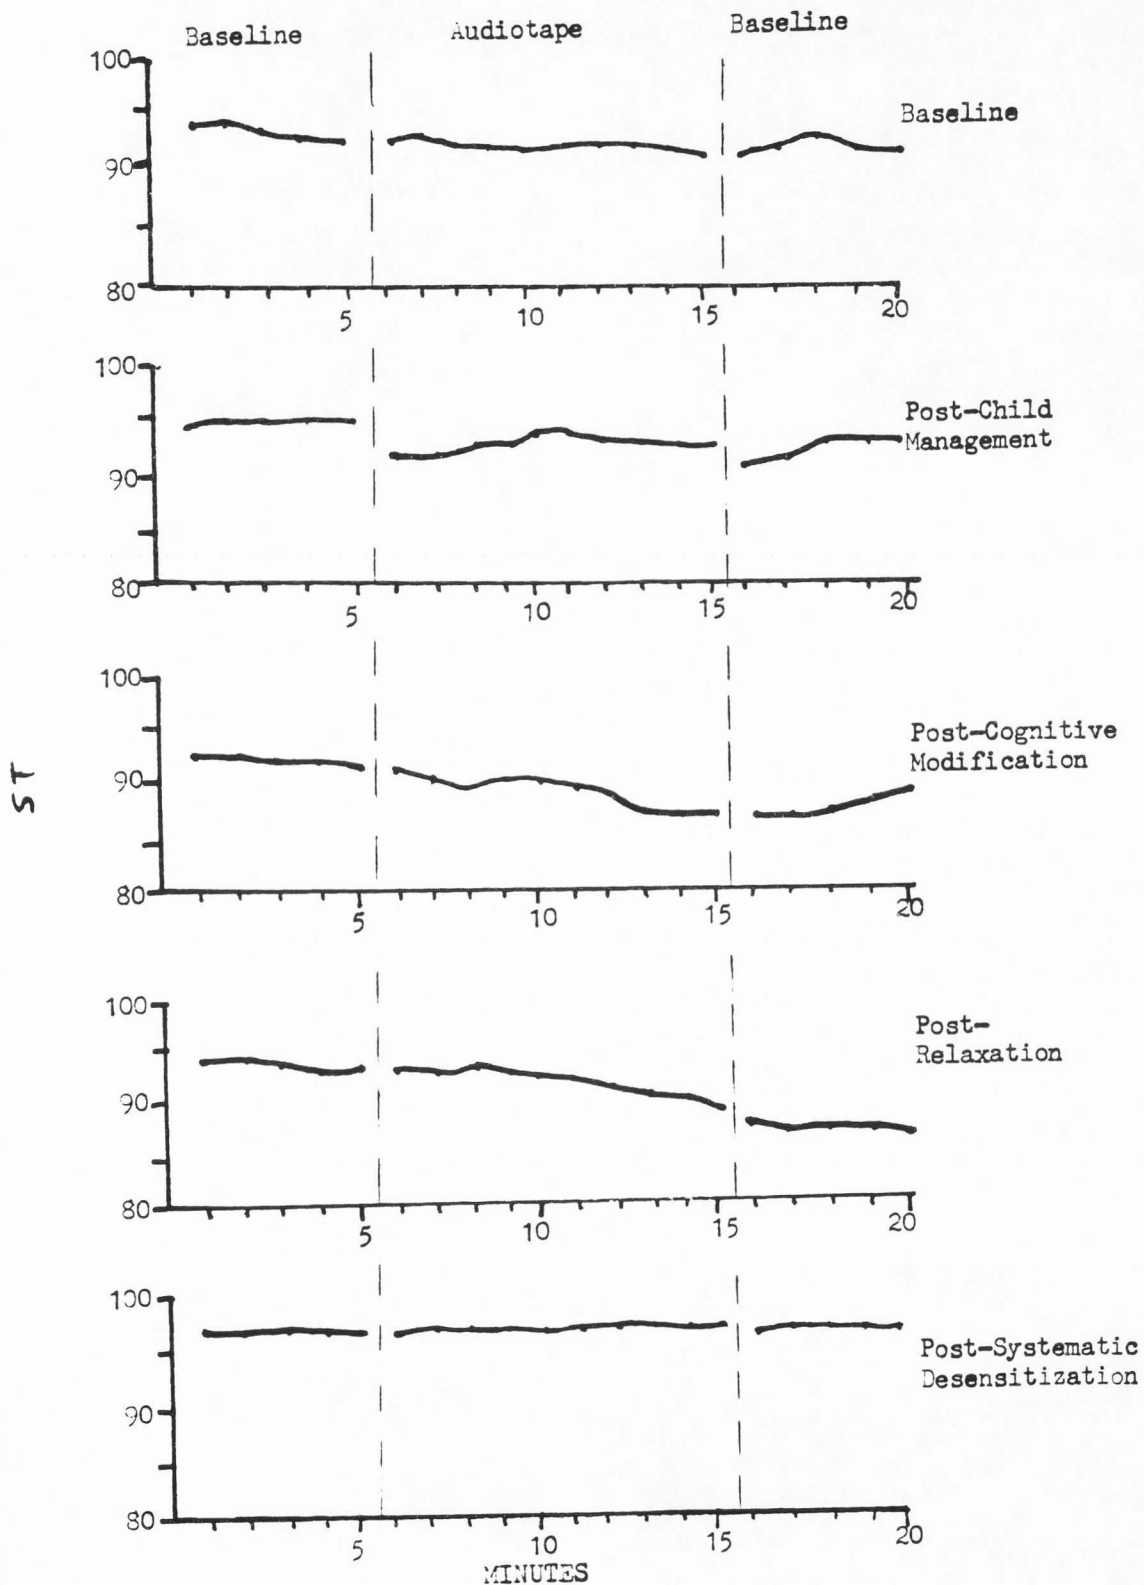 Baseline Audiotape Baseline
100
90
80
5 10 15 20
Baseline
100
90
80
5 10 15 20
Post-Child
Management
ST
100
90
80
5 10 15 20
Post-Cognitive
Modification
100
90
80
5 10 15 20
Post-
Relaxation
100
90
80
5 10 15 20
Post-Systematic
Desensitization
MINUTES